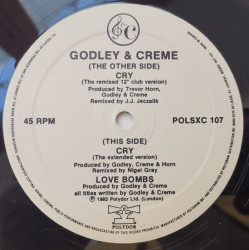 GC
GODLEY & CREME
(THE OTHER SIDE)
CRY
(The remixed 12" club version)
Produced by Trevor Horn,
Godley & Creme
Remixed by J.J. Jeczalik
45 RPM
POLSXC 107
(THIS SIDE)
CRY
(The extended version)
Produced by Godley, Creme & Horn
Remixed by Nigel Gray
LOVE BOMBS
Produced by Godley & Creme
all titles written by Godley & Creme
℗ 1985 Polydor Ltd. (London)
POLYDOR